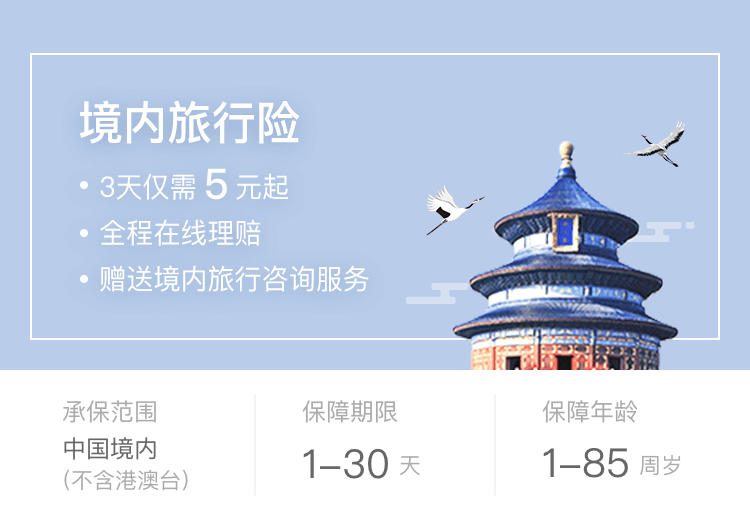 境内旅行险
• 3天仅需 5 元起
• 全程在线理赔
• 赠送境内旅行咨询服务
承保范围
中国境内
(不含港澳台)
保障期限
1–30 天
保障年龄
1–85 周岁